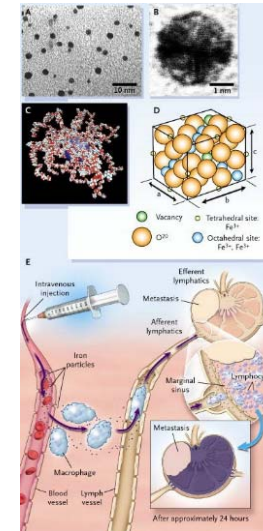 A
10 nm
B
1 nm
C
D
c
a
b
Vacancy
Tetrahedral site:
Fe³⁺
O²⁻
Octahedral site:
Fe²⁺, Fe³⁺
E
Intravenous
injection
Efferent
lymphatics
Metastasis
Afferent
lymphatics
Iron
particles
Marginal
sinus
Lymphocy
Macrophage
Metastasis
Blood
vessel
Lymph
vessel
After approximately 24 hours